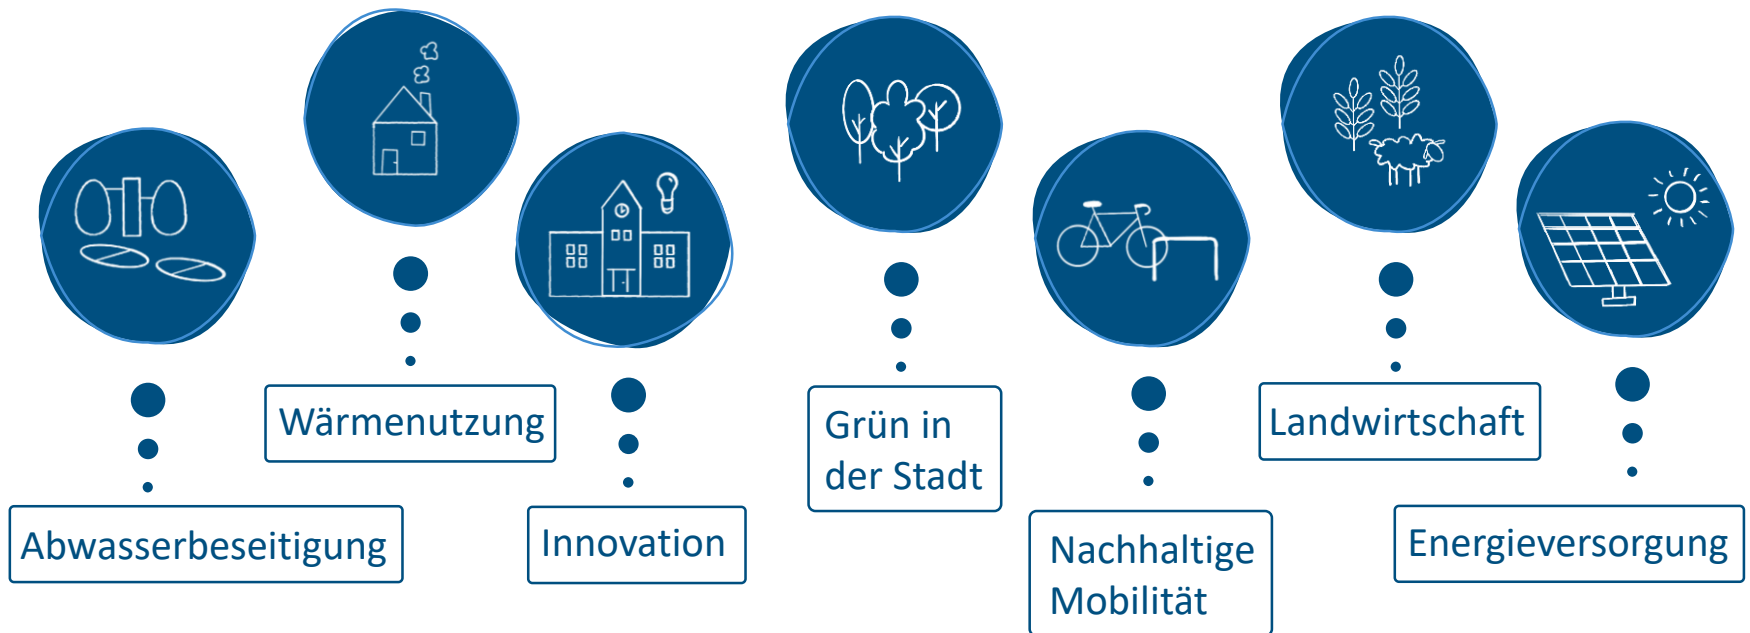 Abwasserbeseitigung
Wärmenutzung
Innovation
Grün in
der Stadt
Nachhaltige
Mobilität
Landwirtschaft
Energieversorgung